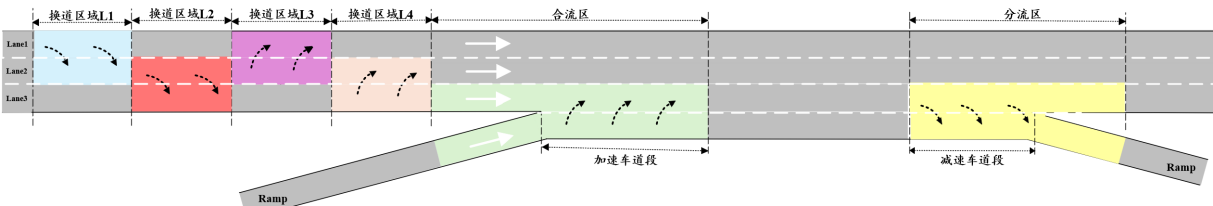 换道区域L1
换道区域L2
换道区域L3
换道区域L4
合流区
分流区
Lane1
Lane2
Lane3
加速车道段
减速车道段
Ramp
Ramp